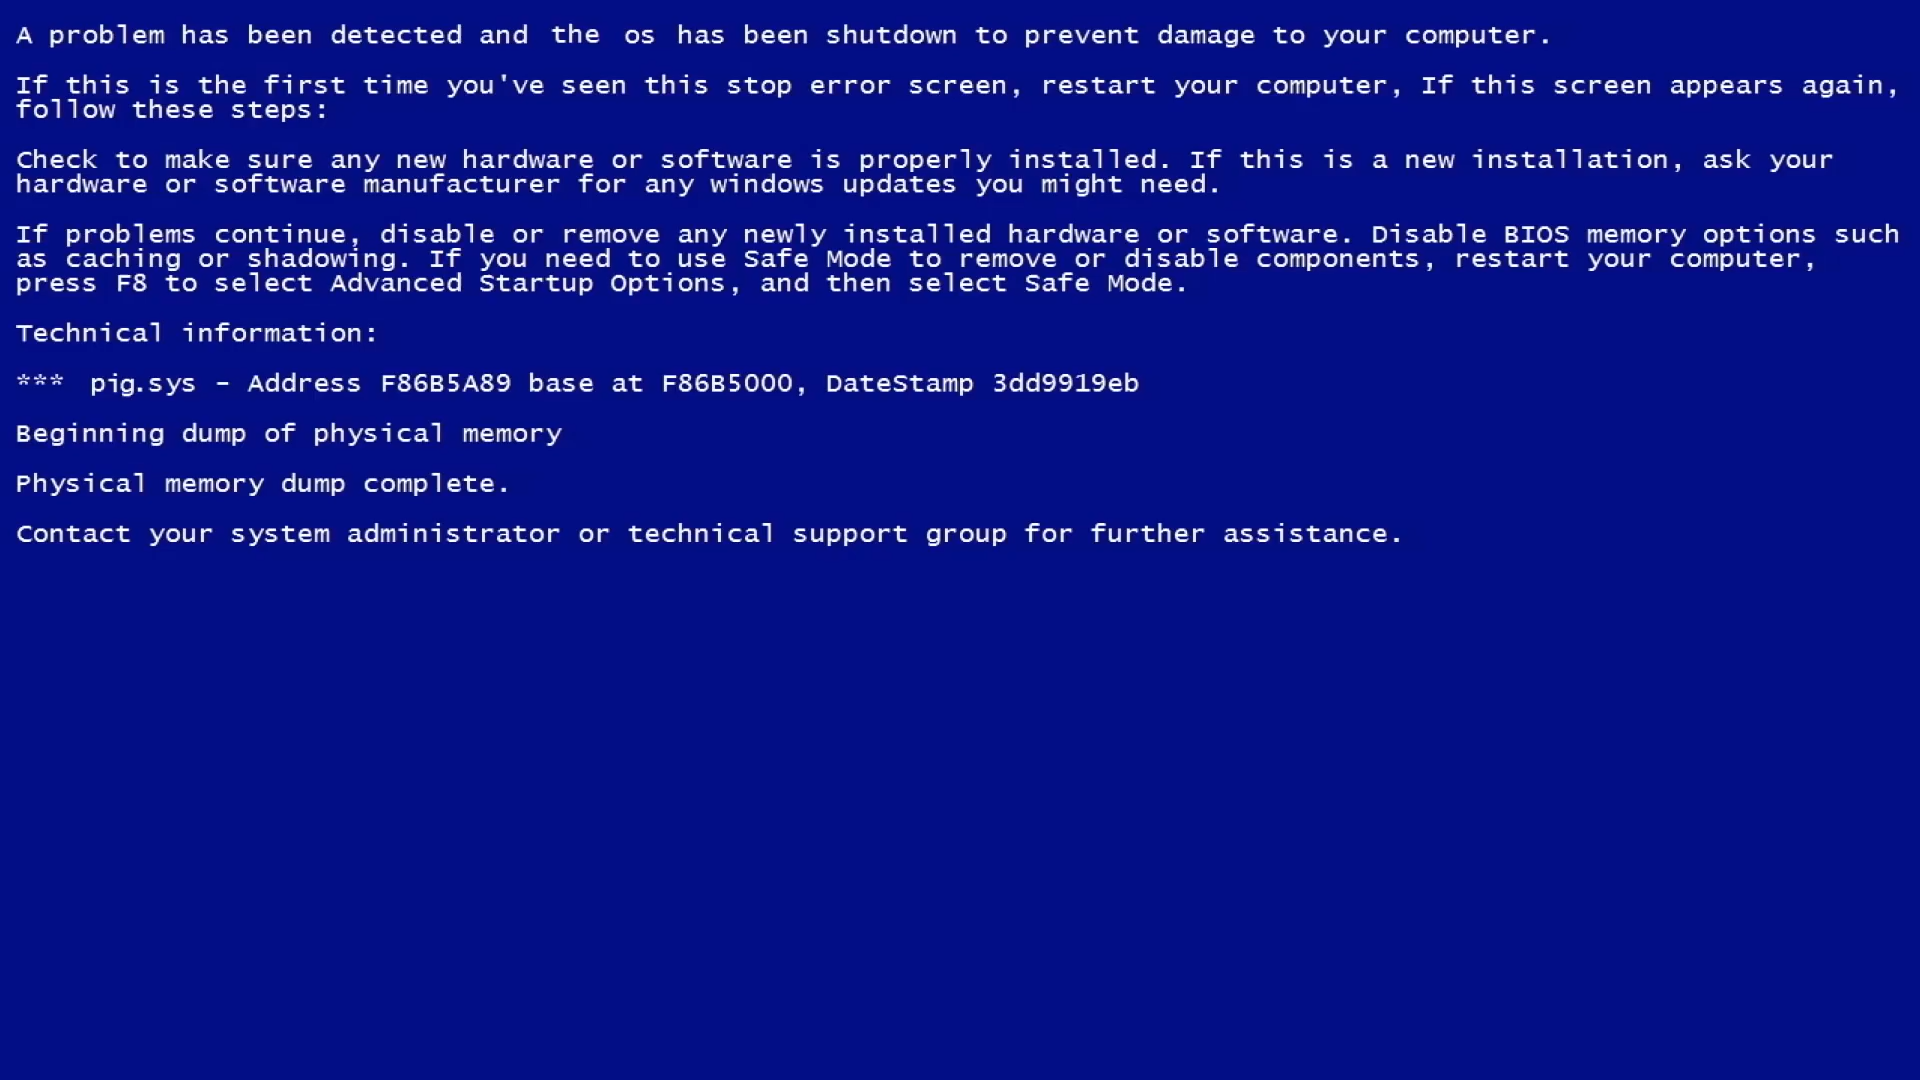 A problem has been detected and the os has been shutdown to prevent damage to your computer.
If this is the first time you've seen this stop error screen, restart your computer, If this screen appears again,
follow these steps:
Check to make sure any new hardware or software is properly installed. If this is a new installation, ask your
hardware or software manufacturer for any windows updates you might need.
If problems continue, disable or remove any newly installed hardware or software. Disable BIOS memory options such
as caching or shadowing. If you need to use Safe Mode to remove or disable components, restart your computer,
press F8 to select Advanced Startup Options, and then select Safe Mode.
Technical information:
*** pig.sys - Address F86B5A89 base at F86B5000, DateStamp 3dd9919eb
Beginning dump of physical memory
Physical memory dump complete.
Contact your system administrator or technical support group for further assistance.